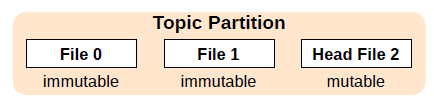 Topic Partition
File 0 File 1 Head File 2
immutable immutable mutable